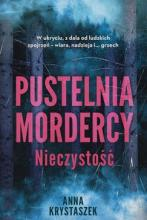 W ukryciu, z dala od ludzkich
spojrzeń – wiara, nadzieja i... grzech
PUSTELNIA
MORDERCY
Nieczystość
ANNA
KRYSTASZEK